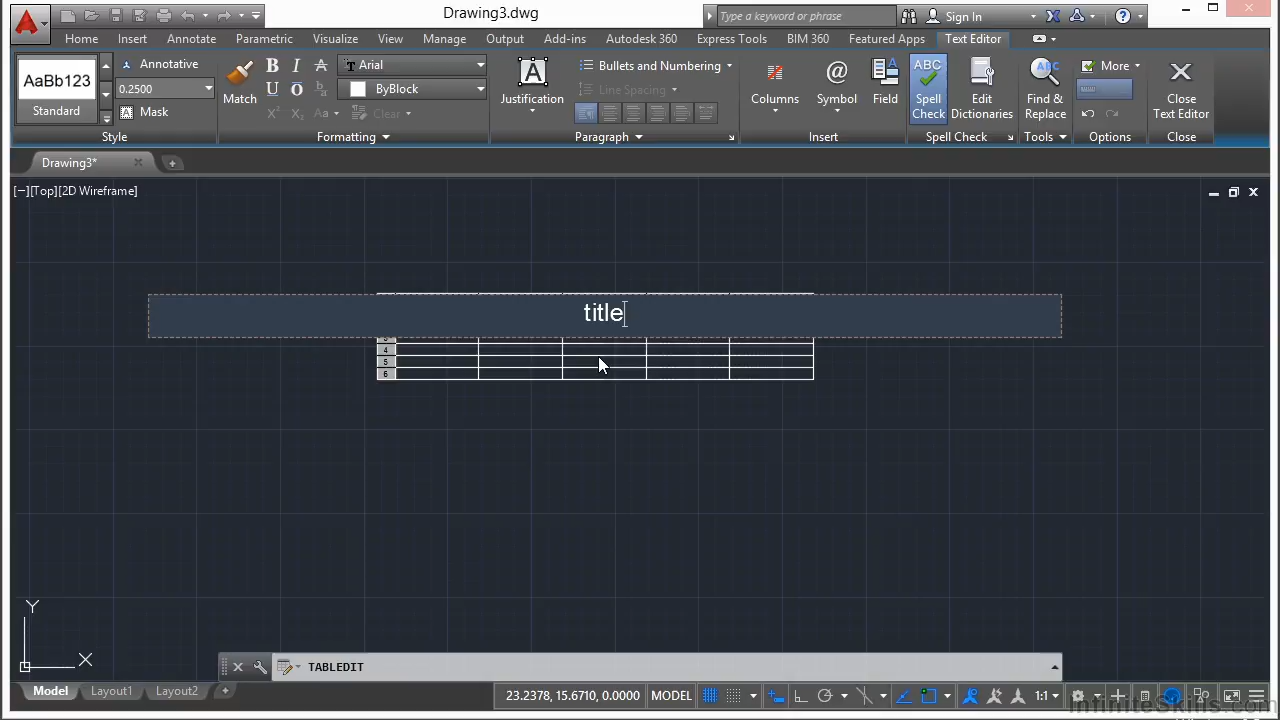 Drawing3.dwg
Type a keyword or phrase
Sign In
Home Insert Annotate Parametric Visualize View Manage Output Add-ins Autodesk 360 Express Tools BIM 360 Featured Apps Text Editor
AaBb123
Standard
Annotative
0.2500
Mask
Style
Match
Arial
ByBlock
Clear
Formatting
Justification
Bullets and Numbering
Line Spacing
Paragraph
Columns
Symbol
Field
Insert
ABC
Spell
Check
Edit
Dictionaries
Spell Check
Find &
Replace
Tools
More
Options
Close
Text Editor
Close
Drawing3*
[−][Top][2D Wireframe]
title
4
5
6
Y
X
TABLEDIT
Model Layout1 Layout2
23.2378, 15.6710, 0.0000 MODEL
1:1
InfiniteSkills.com